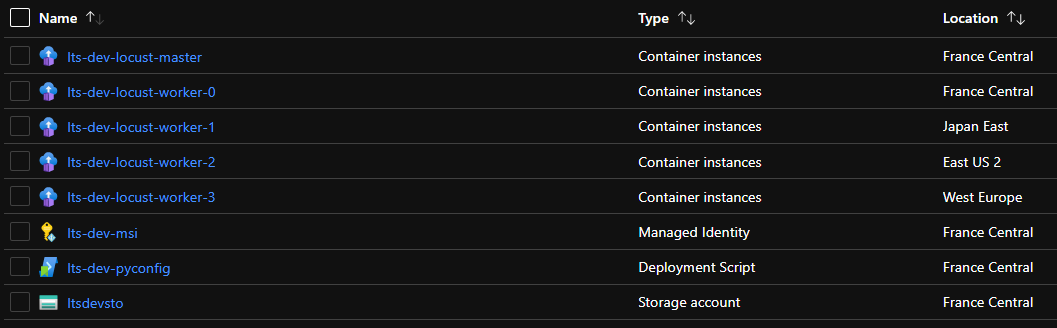 Name Type Location
lts-dev-locust-master Container instances France Central
lts-dev-locust-worker-0 Container instances France Central
lts-dev-locust-worker-1 Container instances Japan East
lts-dev-locust-worker-2 Container instances East US 2
lts-dev-locust-worker-3 Container instances West Europe
lts-dev-msi Managed Identity France Central
lts-dev-pyconfig Deployment Script France Central
ltsdevsto Storage account France Central